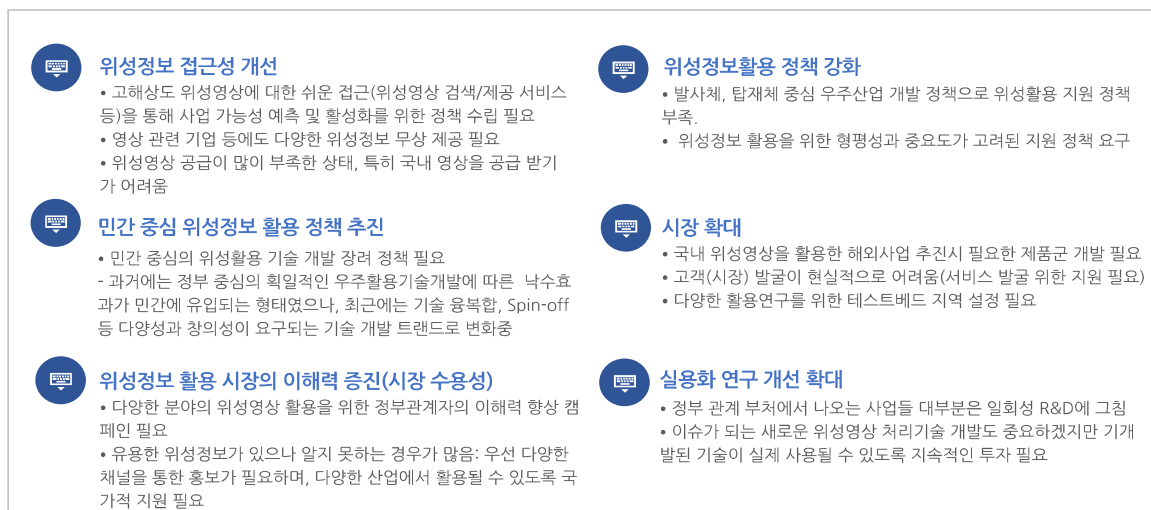 위성정보 접근성 개선
• 고해상도 위성영상에 대한 쉬운 접근(위성영상 검색/제공 서비스
등)을 통해 사업 가능성 예측 및 활성화를 위한 정책 수립 필요
• 영상 관련 기업 등에도 다양한 위성정보 무상 제공 필요
• 위성영상 공급이 많이 부족한 상태, 특히 국내 영상을 공급 받기
가 어려움
민간 중심 위성정보 활용 정책 추진
• 민간 중심의 위성활용 기술 개발 장려 정책 필요
- 과거에는 정부 중심의 획일적인 우주활용기술개발에 따른 낙수효
과가 민간에 유입되는 형태였으나, 최근에는 기술 융복합, Spin-off
등 다양성과 창의성이 요구되는 기술 개발 트랜드로 변화중
위성정보 활용 시장의 이해력 증진(시장 수용성)
• 다양한 분야의 위성영상 활용을 위한 정부관계자의 이해력 향상 캠
페인 필요
• 유용한 위성정보가 있으나 알지 못하는 경우가 많음: 우선 다양한
채널을 통한 홍보가 필요하며, 다양한 산업에서 활용될 수 있도록 국
가적 지원 필요
위성정보활용 정책 강화
• 발사체, 탑재체 중심 우주산업 개발 정책으로 위성활용 지원 정책
부족.
• 위성정보 활용을 위한 형평성과 중요도가 고려된 지원 정책 요구
시장 확대
• 국내 위성영상을 활용한 해외사업 추진시 필요한 제품군 개발 필요
• 고객(시장) 발굴이 현실적으로 어려움(서비스 발굴 위한 지원 필요)
• 다양한 활용연구를 위한 테스트베드 지역 설정 필요
실용화 연구 개선 확대
• 정부 관계 부처에서 나오는 사업들 대부분은 일회성 R&D에 그침
• 이슈가 되는 새로운 위성영상 처리기술 개발도 중요하겠지만 기개
발된 기술이 실제 사용될 수 있도록 지속적인 투자 필요